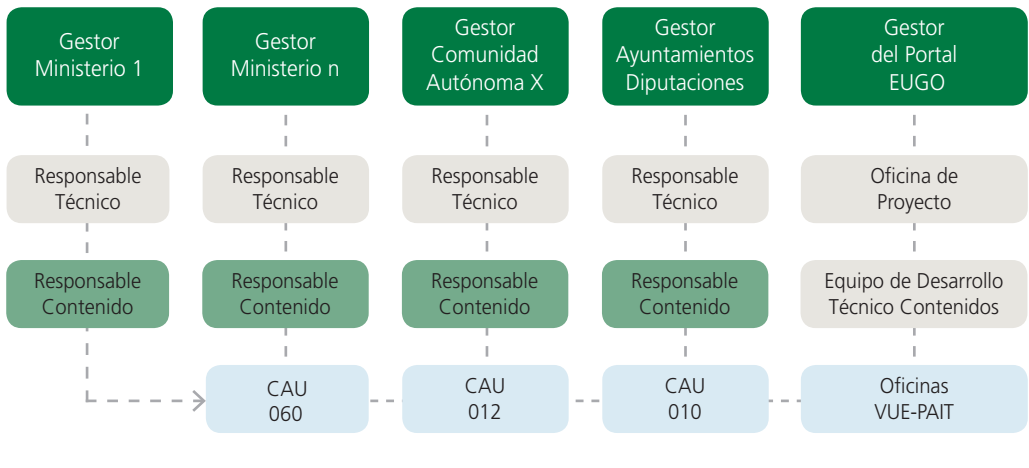 Gestor
Ministerio 1
Gestor
Ministerio n
Gestor
Comunidad
Autónoma X
Gestor
Ayuntamientos
Diputaciones
Gestor
del Portal
EUGO
Responsable
Técnico
Responsable
Técnico
Responsable
Técnico
Responsable
Técnico
Oficina de
Proyecto
Responsable
Contenido
Responsable
Contenido
Responsable
Contenido
Responsable
Contenido
Equipo de Desarrollo
Técnico Contenidos
CAU
060
CAU
012
CAU
010
Oficinas
VUE-PAIT